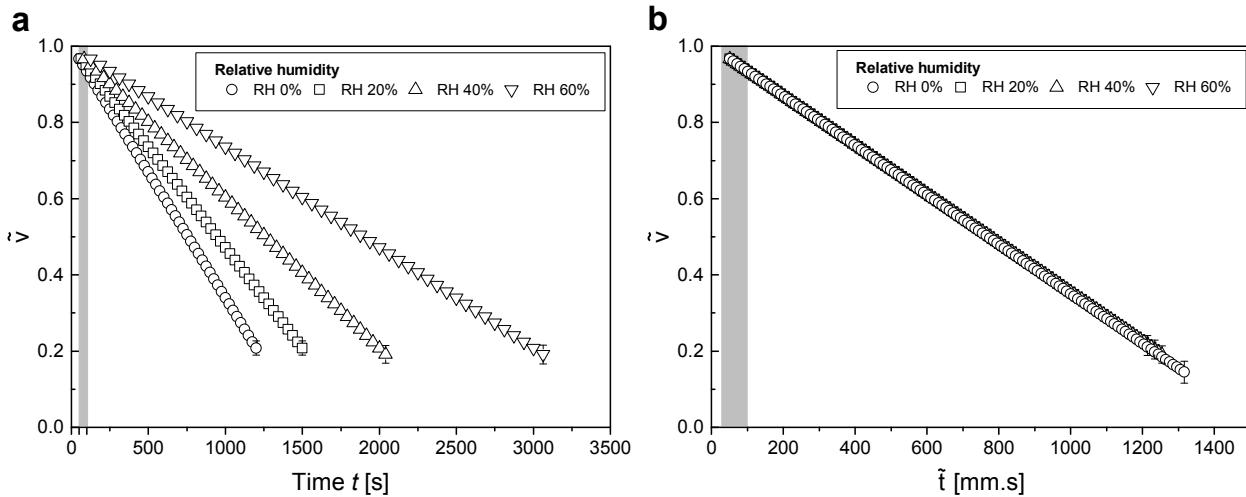 a
1.0
0.8
0.6
0.4
0.2
0.0
ṽ
Relative humidity
RH 0% RH 20% RH 40% RH 60%
500 1000 1500 2000 2500 3000 3500
Time t [s]
b
1.0
0.8
0.6
0.4
0.2
0.0
ṽ
Relative humidity
RH 0% RH 20% RH 40% RH 60%
0 200 400 600 800 1000 1200 1400
t̃ [mm.s]